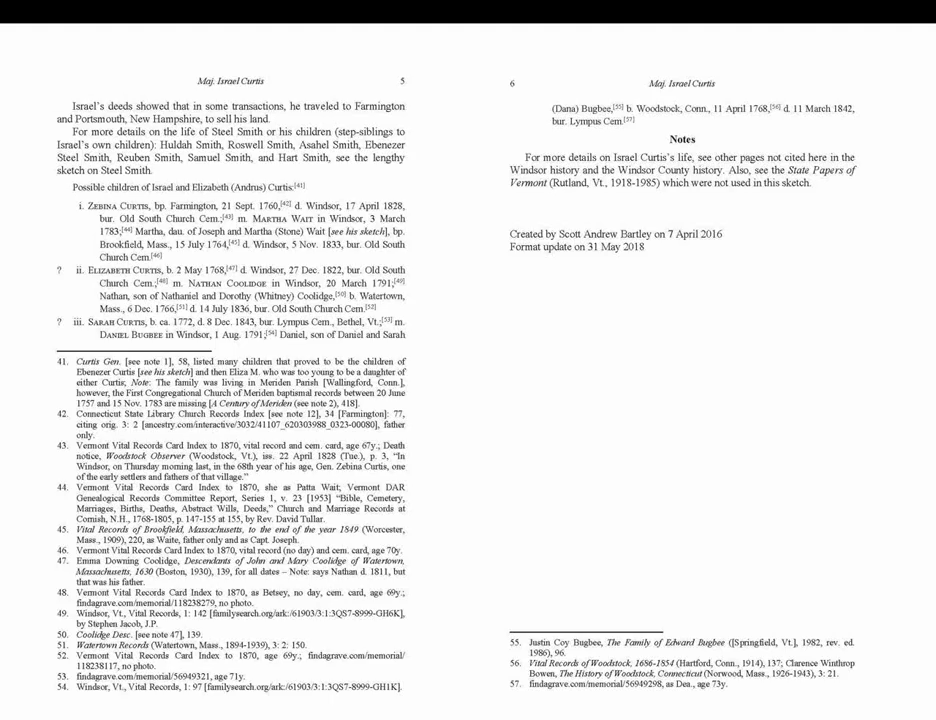 Maj. Israel Curtis 5
Israel's deeds showed that in some transactions, he traveled to Farmington
and Portsmouth, New Hampshire, to sell his land.
For more details on the life of Steel Smith or his children (step-siblings to
Israel's own children): Huldah Smith, Roswell Smith, Asahel Smith, Ebenezer
Steel Smith, Reuben Smith, Samuel Smith, and Hart Smith, see the lengthy
sketch on Steel Smith.
Possible children of Israel and Elizabeth (Andrus) Curtis:[41]
i. ZEBINA CURTIS, bp. Farmington, 21 Sept. 1760,[42] d. Windsor, 17 April 1828,
bur. Old South Church Cem.;[43] m. MARTHA WAIT in Windsor, 3 March
1783;[44] Martha, dau. of Joseph and Martha (Stone) Wait [see his sketch], bp.
Brookfield, Mass., 15 July 1764,[45] d. Windsor, 5 Nov. 1833, bur. Old South
Church Cem.[46]
? ii. ELIZABETH CURTIS, b. 2 May 1768,[47] d. Windsor, 27 Dec. 1822, bur. Old South
Church Cem.;[48] m. NATHAN COOLIDGE in Windsor, 20 March 1791;[49]
Nathan, son of Nathaniel and Dorothy (Whitney) Coolidge,[50] b. Watertown,
Mass., 6 Dec. 1766,[51] d. 14 July 1836, bur. Old South Church Cem.[52]
? iii. SARAH CURTIS, b. ca. 1772, d. 8 Dec. 1843, bur. Lympus Cem., Bethel, Vt.;[53] m.
DANIEL BUGBEE in Windsor, 1 Aug. 1791;[54] Daniel, son of Daniel and Sarah
41. Curtis Gen. [see note 1], 58, listed many children that proved to be the children of
Ebenezer Curtis [see his sketch] and then Eliza M. who was too young to be a daughter of
either Curtis; Note: The family was living in Meriden Parish [Wallingford, Conn.],
however, the First Congregational Church of Meriden baptismal records between 20 June
1757 and 15 Nov. 1783 are missing [A Century of Meriden (see note 2), 418].
42. Connecticut State Library Church Records Index [see note 12], 34 [Farmington]: 77,
citing orig. 3: 2 [ancestry.com/interactive/3032/41107_620303988_0323-00080], father
only.
43. Vermont Vital Records Card Index to 1870, vital record and cem. card, age 67y.; Death
notice, Woodstock Observer (Woodstock, Vt.), iss. 22 April 1828 (Tue.), p. 3, “In
Windsor, on Thursday morning last, in the 68th year of his age, Gen. Zebina Curtis, one
of the early settlers and fathers of that village.”
44. Vermont Vital Records Card Index to 1870, she as Patta Wait; Vermont DAR
Genealogical Records Committee Report, Series 1, v. 23 [1953] “Bible, Cemetery,
Marriages, Births, Deaths, Abstract Wills, Deeds,” Church and Marriage Records at
Cornish, N.H., 1768-1805, p. 147-155 at 155, by Rev. David Tullar.
45. Vital Records of Brookfield, Massachusetts, to the end of the year 1849 (Worcester,
Mass., 1909), 220, as Waite, father only and as Capt. Joseph.
46. Vermont Vital Records Card Index to 1870, vital record (no day) and cem. card, age 70y.
47. Emma Downing Coolidge, Descendants of John and Mary Coolidge of Watertown,
Massachusetts, 1630 (Boston, 1930), 139, for all dates – Note: says Nathan d. 1811, but
that was his father.
48. Vermont Vital Records Card Index to 1870, as Betsey, no day, cem. card, age 69y.;
findagrave.com/memorial/118238279, no photo.
49. Windsor, Vt., Vital Records, 1: 142 [familysearch.org/ark:/61903/3:1:3QS7-8999-GH6K],
by Stephen Jacob, J.P.
50. Coolidge Desc. [see note 47], 139.
51. Watertown Records (Watertown, Mass., 1894-1939), 3: 2: 150.
52. Vermont Vital Records Card Index to 1870, age 69y.; findagrave.com/memorial/
118238117, no photo.
53. findagrave.com/memorial/56949321, age 71y.
54. Windsor, Vt., Vital Records, 1: 97 [familysearch.org/ark:/61903/3:1:3QS7-8999-GH1K].
6 Maj. Israel Curtis
(Dana) Bugbee,[55] b. Woodstock, Conn., 11 April 1768,[56] d. 11 March 1842,
bur. Lympus Cem.[57]
Notes
For more details on Israel Curtis's life, see other pages not cited here in the
Windsor history and the Windsor County history. Also, see the State Papers of
Vermont (Rutland, Vt., 1918-1985) which were not used in this sketch.
Created by Scott Andrew Bartley on 7 April 2016
Format update on 31 May 2018
55. Justin Coy Bugbee, The Family of Edward Bugbee ([Springfield, Vt.], 1982, rev. ed.
1986), 96.
56. Vital Records of Woodstock, 1686-1854 (Hartford, Conn., 1914), 137; Clarence Winthrop
Bowen, The History of Woodstock, Connecticut (Norwood, Mass., 1926-1943), 3: 21.
57. findagrave.com/memorial/56949298, as Dea., age 73y.